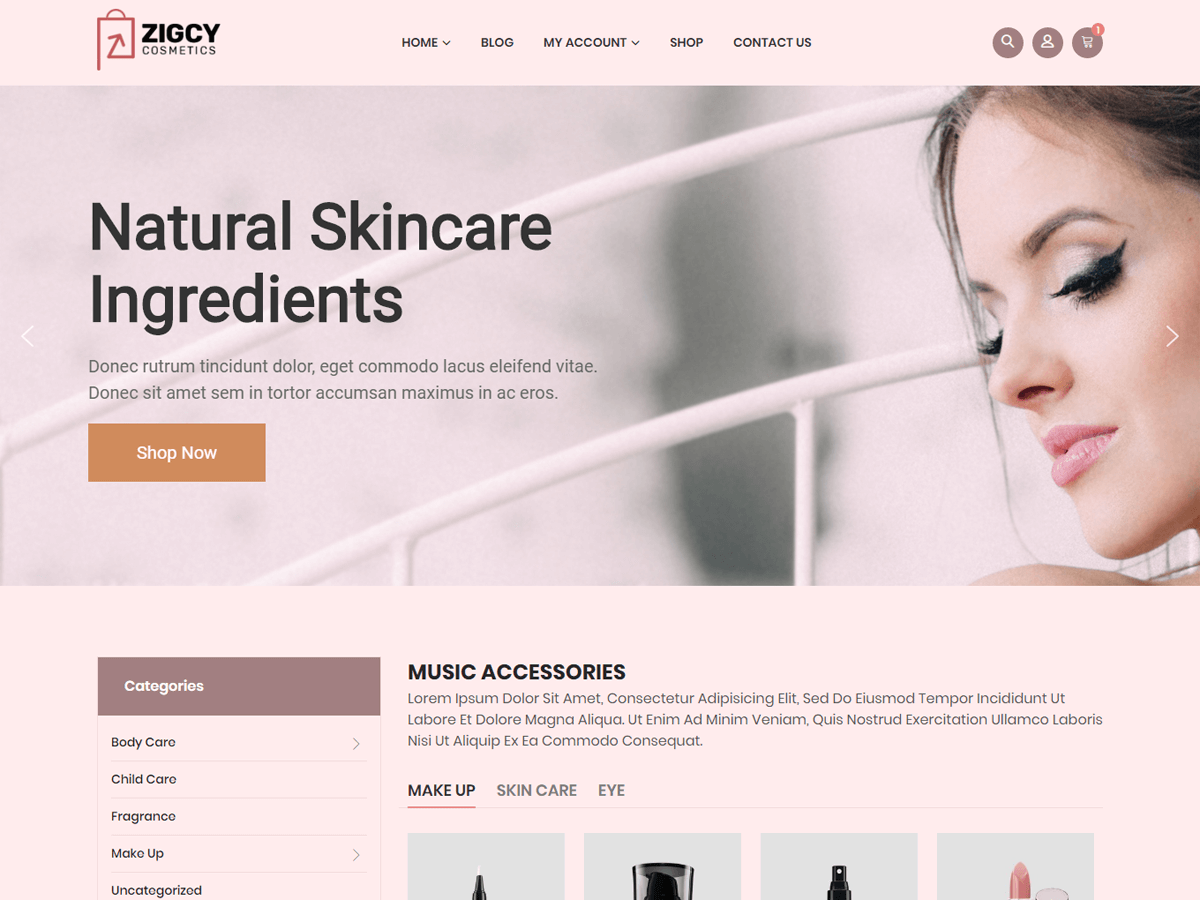 ZIGCY
COSMETICS
HOME
BLOG
MY ACCOUNT
SHOP
CONTACT US
1
Natural Skincare
Ingredients
Donec rutrum tincidunt dolor, eget commodo lacus eleifend vitae.
Donec sit amet sem in tortor accumsan maximus in ac eros.
Shop Now
Categories
Body Care
Child Care
Fragrance
Make Up
Uncategorized
MUSIC ACCESSORIES
Lorem Ipsum Dolor Sit Amet, Consectetur Adipisicing Elit, Sed Do Eiusmod Tempor Incididunt Ut
Labore Et Dolore Magna Aliqua. Ut Enim Ad Minim Veniam, Quis Nostrud Exercitation Ullamco Laboris
Nisi Ut Aliquip Ex Ea Commodo Consequat.
MAKE UP
SKIN CARE
EYE